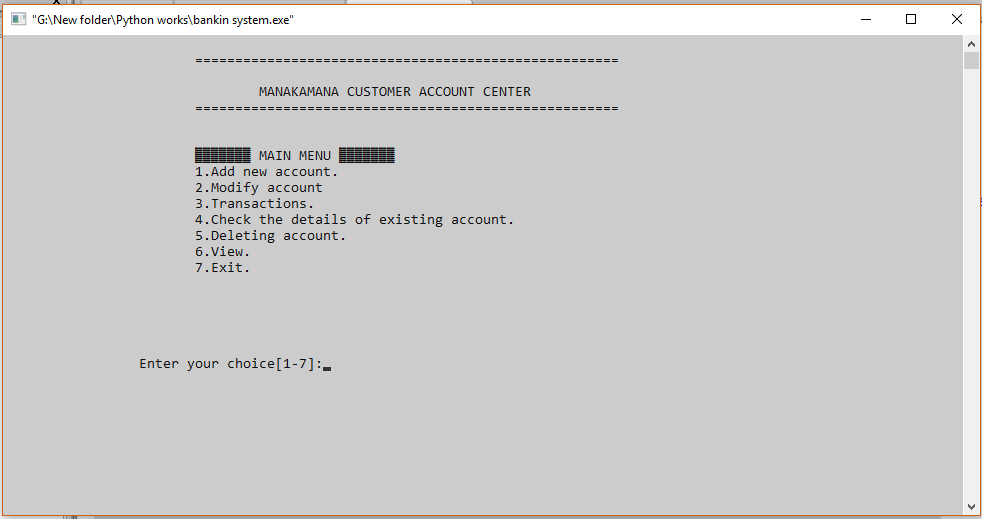 "G:\New folder\Python works\bankin system.exe"
=====================================================
MANAKAMANA CUSTOMER ACCOUNT CENTER
=====================================================
▓▓▓▓▓▓▓ MAIN MENU ▓▓▓▓▓▓▓
1.Add new account.
2.Modify account
3.Transactions.
4.Check the details of existing account.
5.Deleting account.
6.View.
7.Exit.
Enter your choice[1-7]: